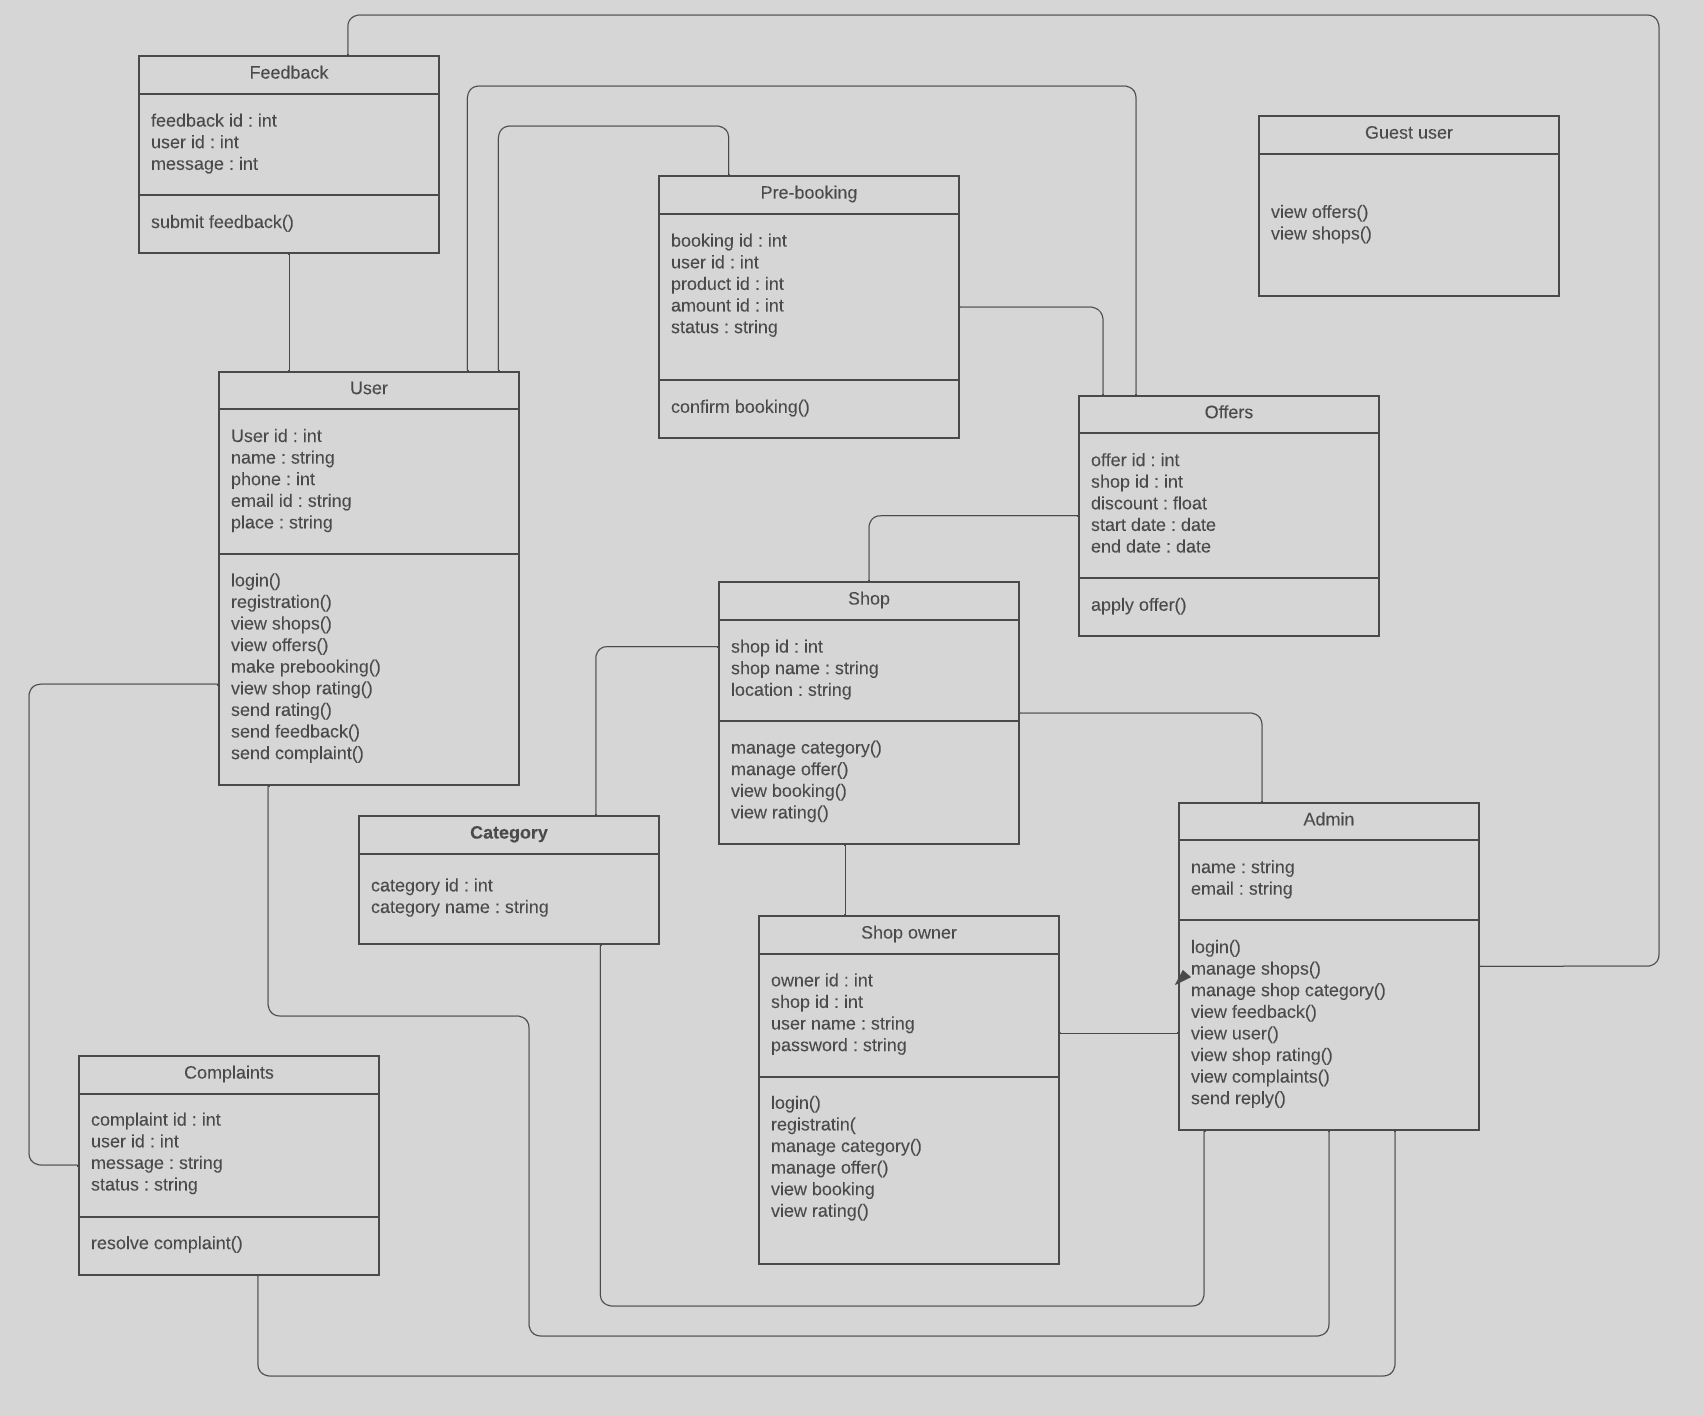 Feedback
feedback id : int
user id : int
message : int
submit feedback()
Guest user
view offers()
view shops()
Pre-booking
booking id : int
user id : int
product id : int
amount id : int
status : string
confirm booking()
User
User id : int
name : string
phone : int
email id : string
place : string
login()
registration()
view shops()
view offers()
make prebooking()
view shop rating()
send rating()
send feedback()
send complaint()
Offers
offer id : int
shop id : int
discount : float
start date : date
end date : date
apply offer()
Shop
shop id : int
shop name : string
location : string
manage category()
manage offer()
view booking()
view rating()
Category
category id : int
category name : string
Admin
name : string
email : string
login()
manage shops()
manage shop category()
view feedback()
view user()
view shop rating()
view complaints()
send reply()
Shop owner
owner id : int
shop id : int
user name : string
password : string
login()
registratin(
manage category()
manage offer()
view booking
view rating()
Complaints
complaint id : int
user id : int
message : string
status : string
resolve complaint()